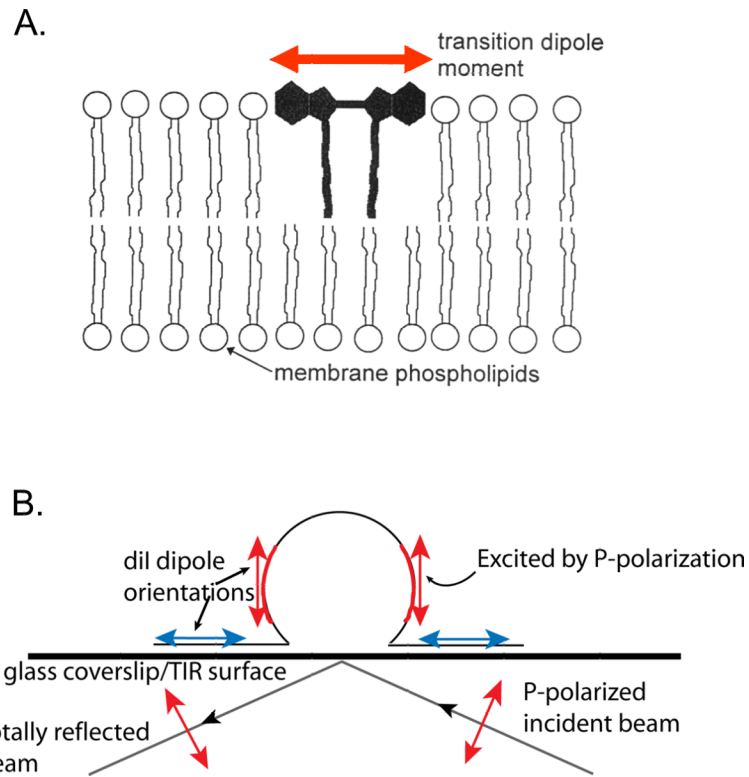 A.
transition dipole
moment
membrane phospholipids
B.
diI dipole
orientations
Excited by P-polarization
glass coverslip/TIR surface
P-polarized
incident beam
otally reflected
eam